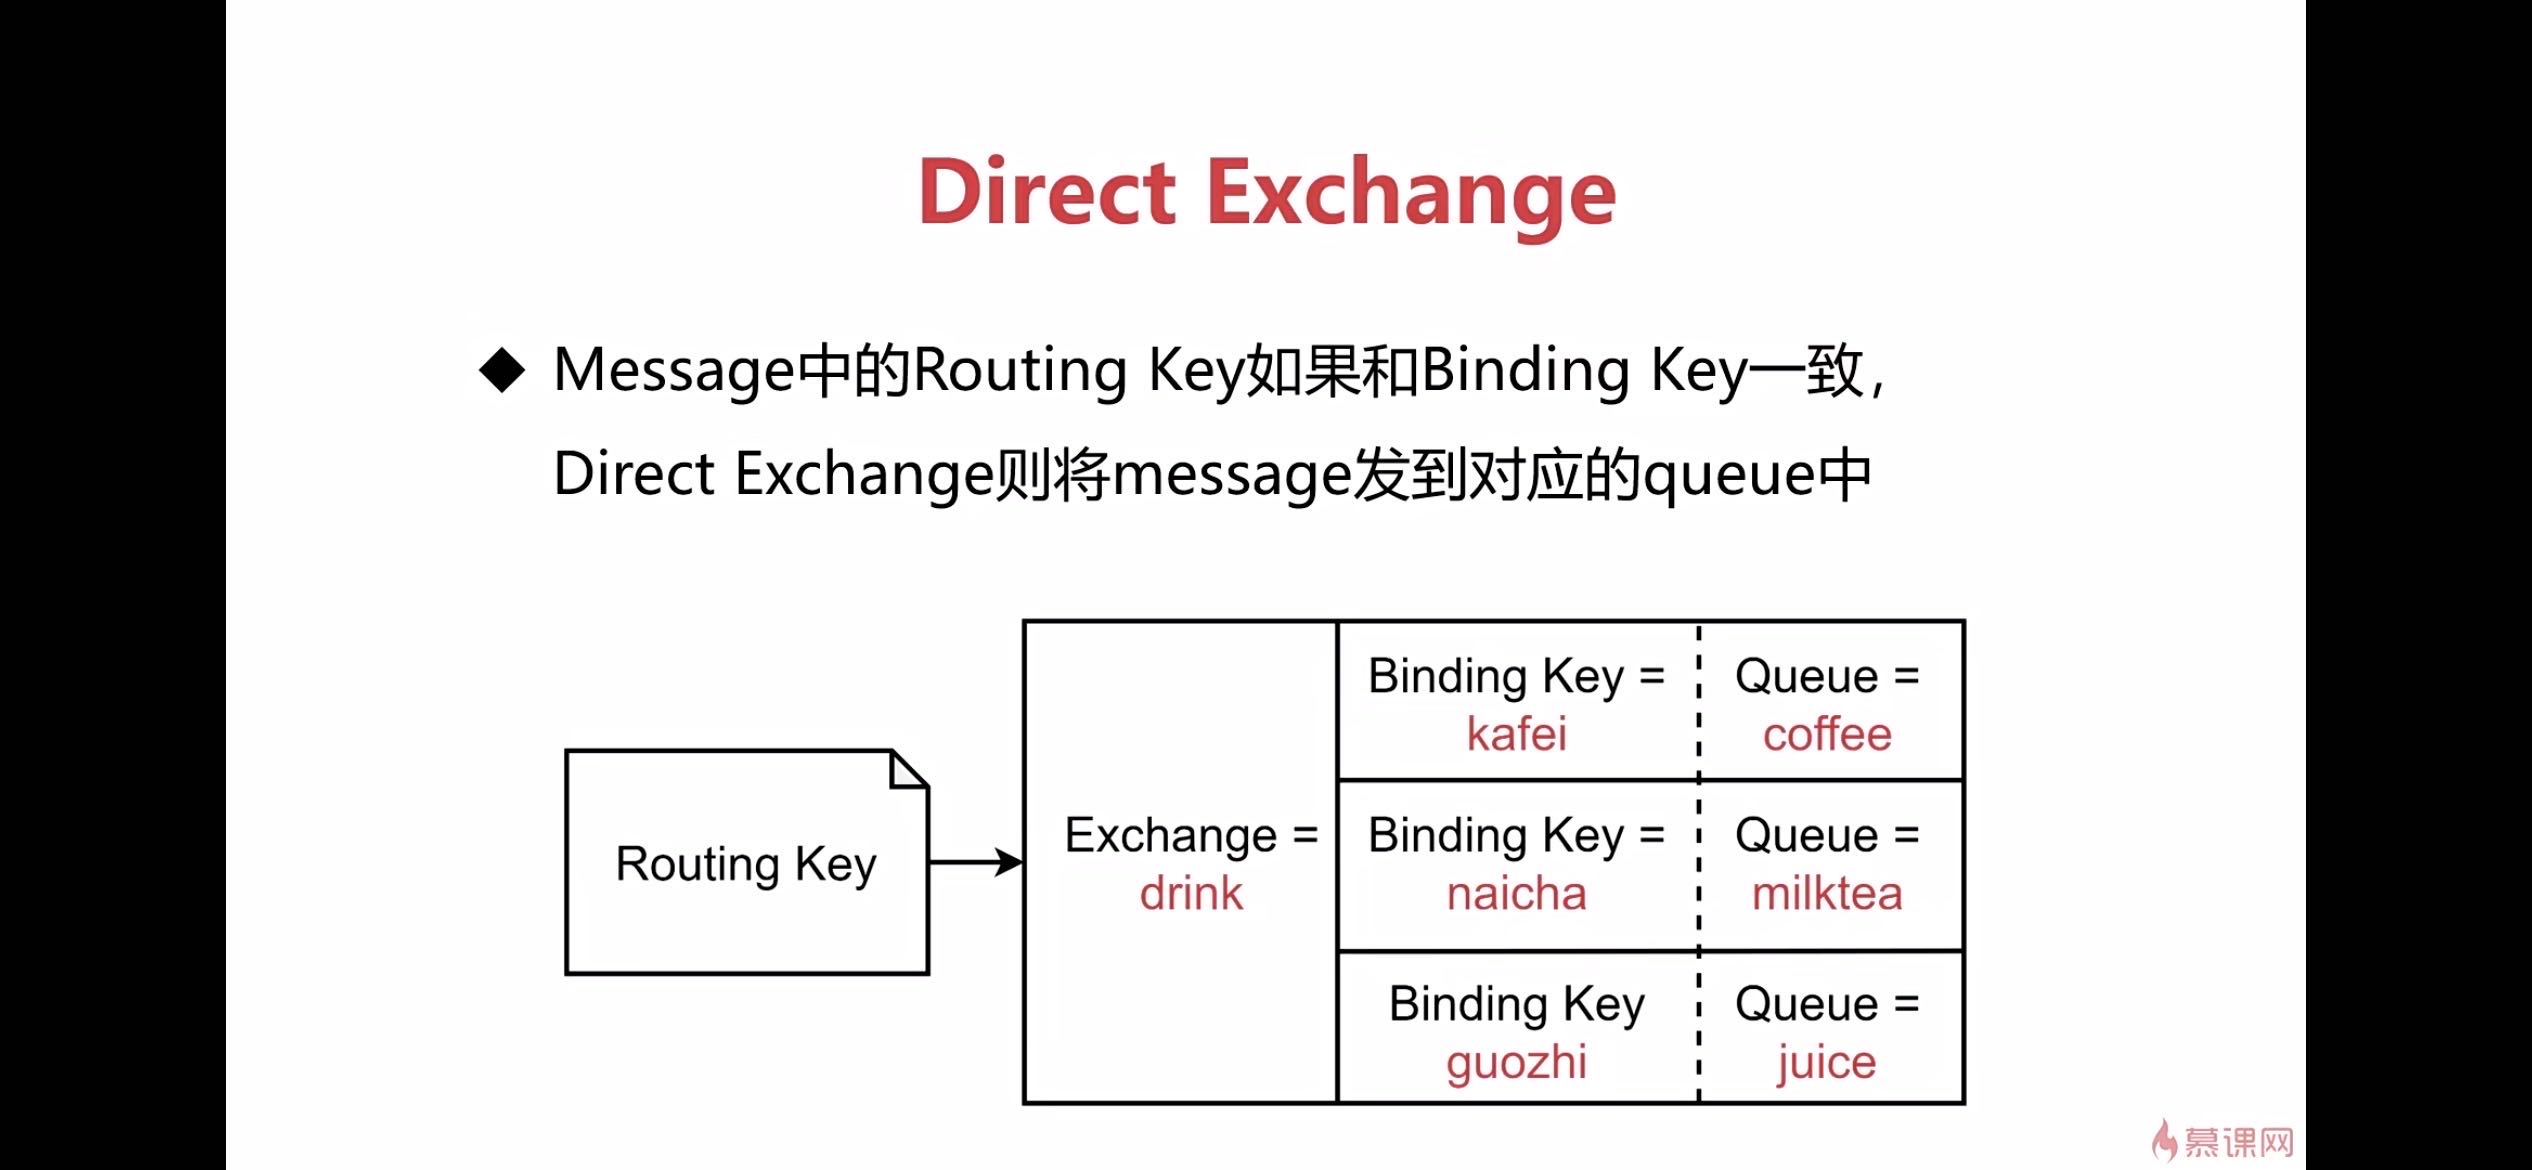 Direct Exchange
◆ Message中的Routing Key如果和Binding Key一致，
Direct Exchange则将message发到对应的queue中
Routing Key
Exchange =
drink
Binding Key =
kafei
Queue =
coffee
Binding Key =
naicha
Queue =
milktea
Binding Key
guozhi
Queue =
juice
慕课网